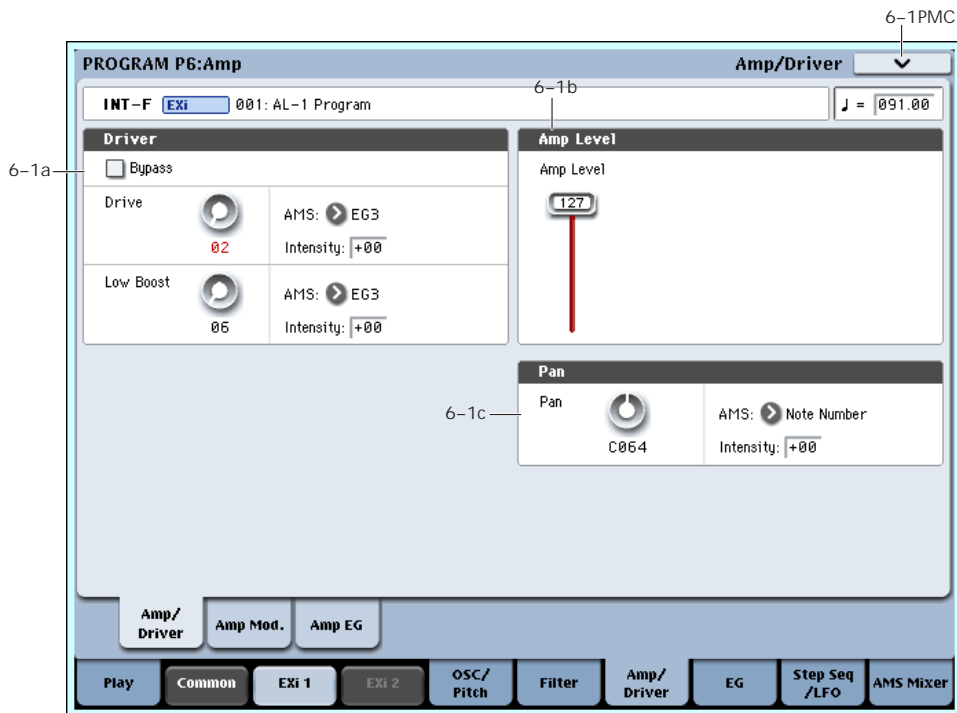 6-1PMC
PROGRAM P6:Amp Amp/Driver
6-1b
INT-F EXi 001: AL-1 Program ♩ = 091.00
Driver
Amp Level
6-1a
Bypass
Amp Level
127
Drive
AMS: EG3
02
Intensity: +00
Low Boost
AMS: EG3
06
Intensity: +00
Pan
6-1c
Pan
AMS: Note Number
C064
Intensity: +00
Amp/
Driver
Amp Mod.
Amp EG
Play
Common
EXi 1
EXi 2
OSC/
Pitch
Filter
Amp/
Driver
EG
Step Seq
/LFO
AMS Mixer